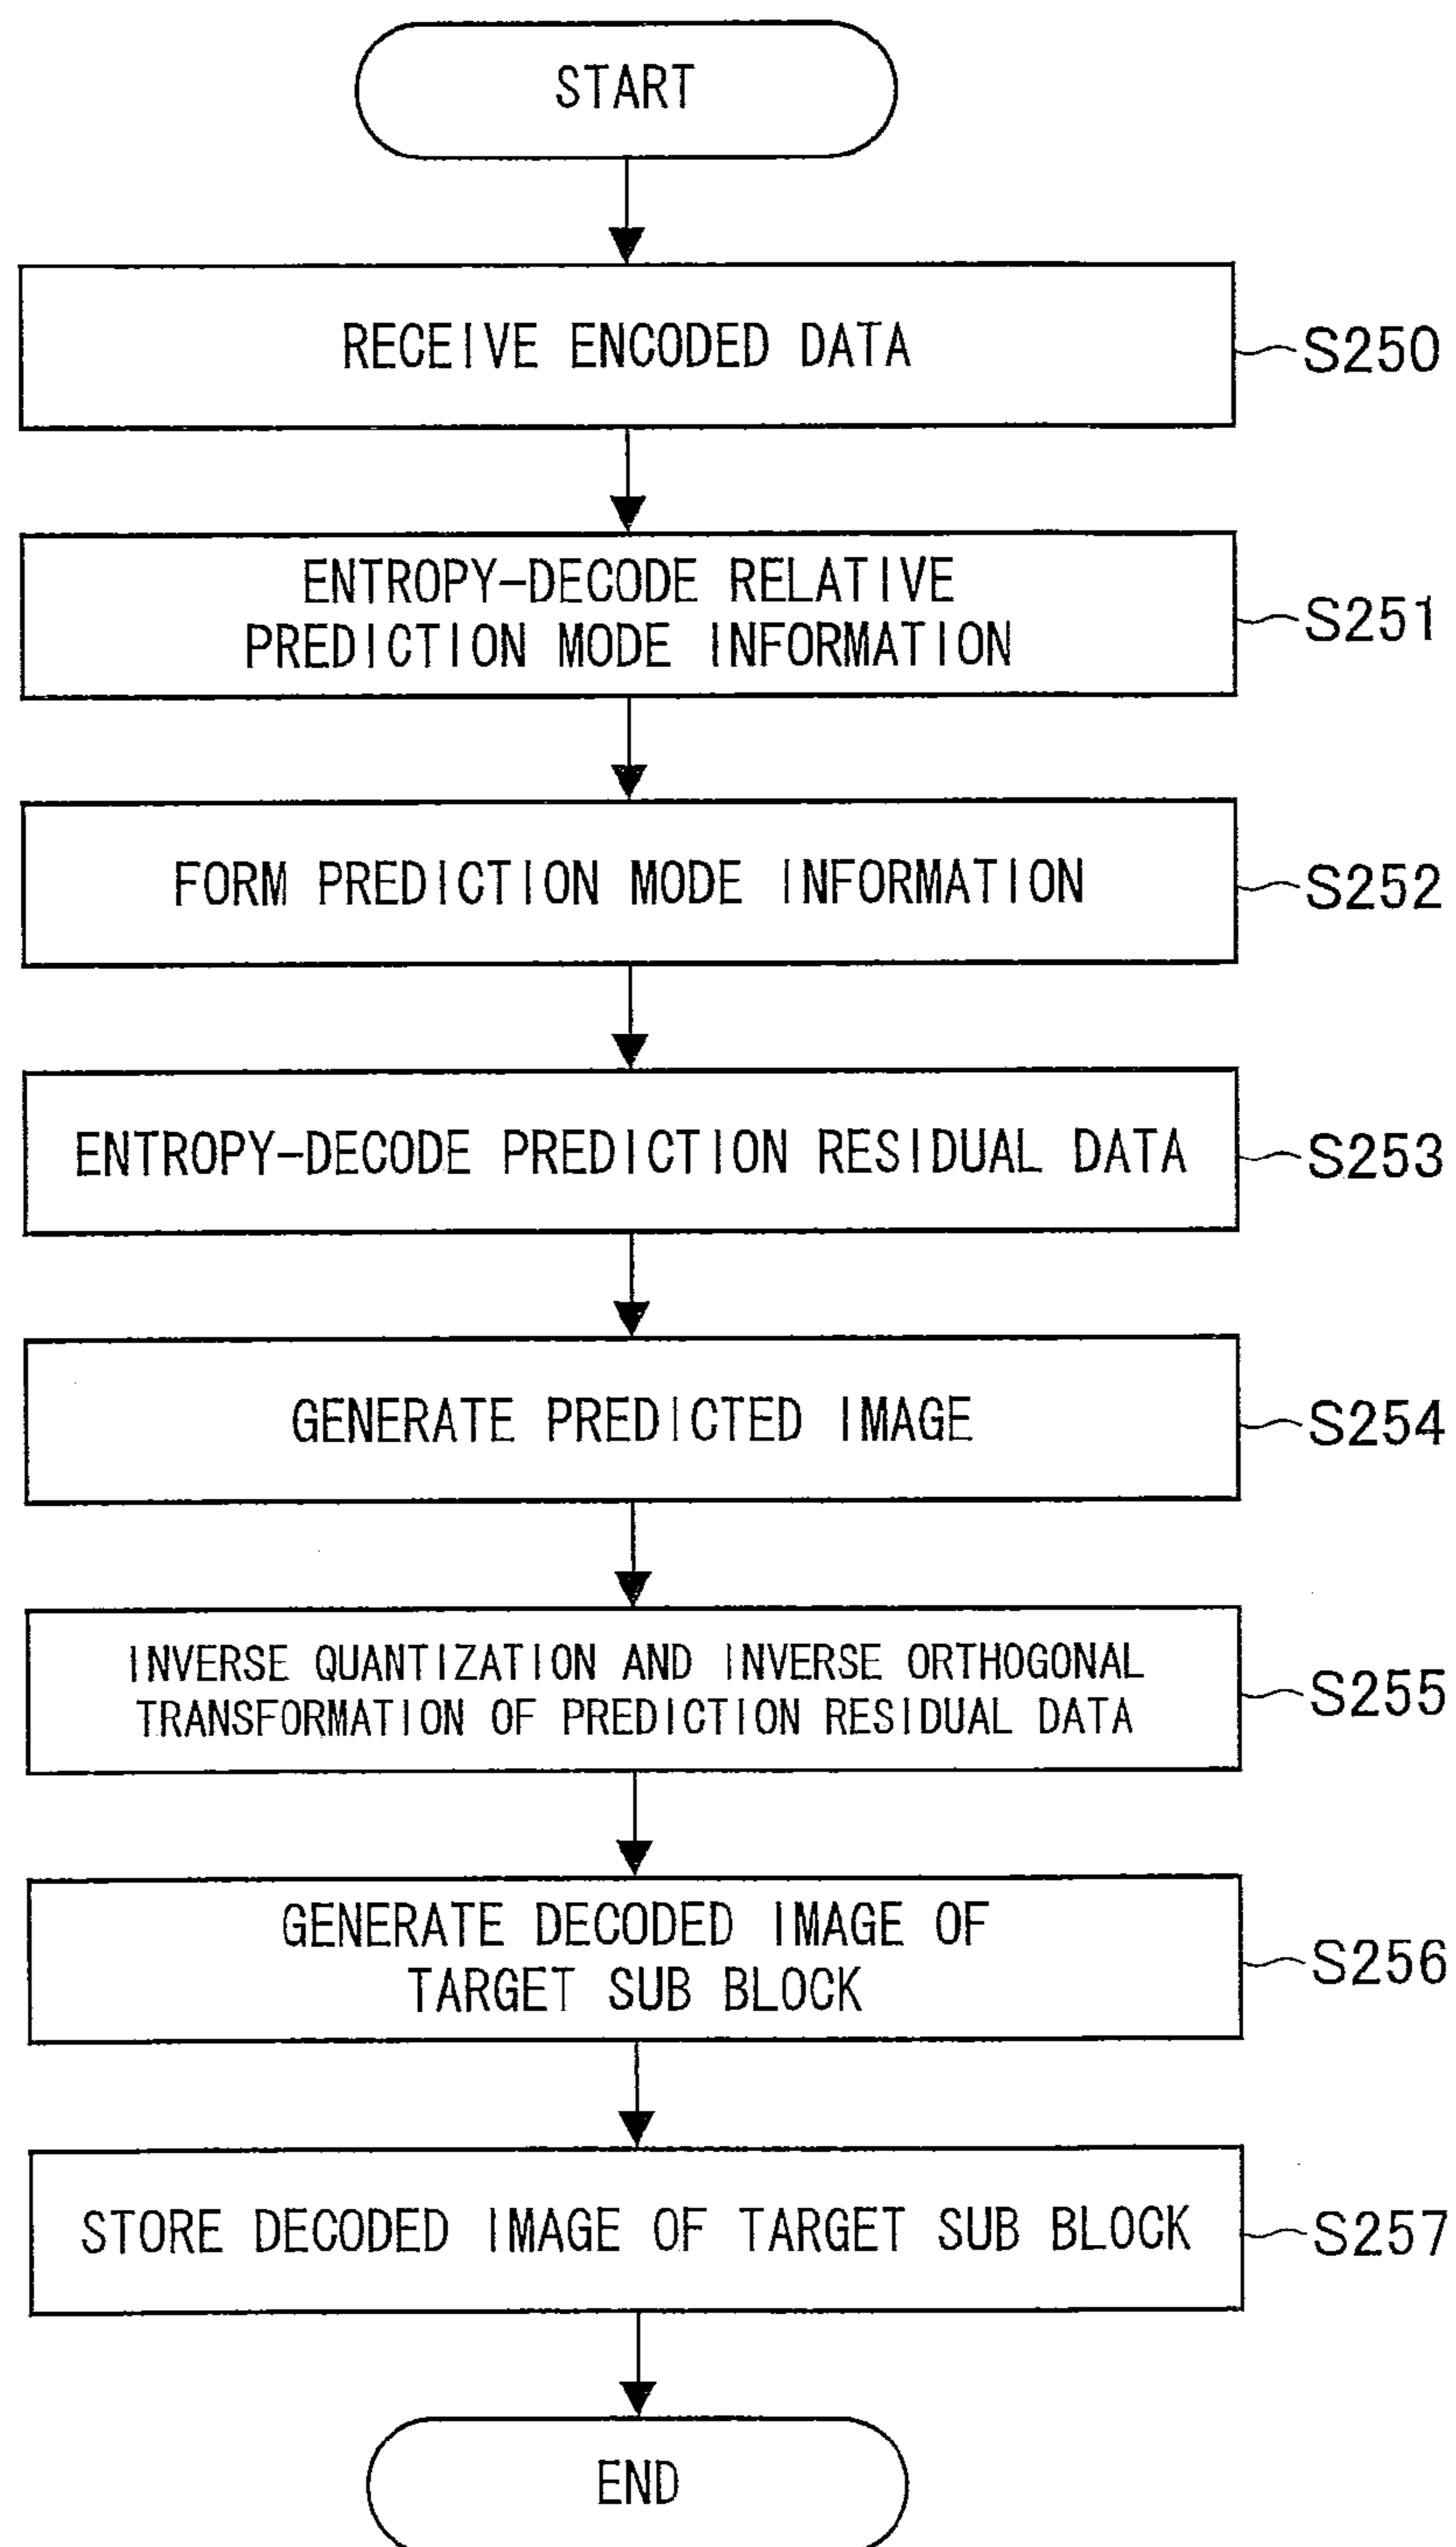 START
RECEIVE ENCODED DATA
S250
ENTROPY-DECODE RELATIVE
PREDICTION MODE INFORMATION
S251
FORM PREDICTION MODE INFORMATION
S252
ENTROPY-DECODE PREDICTION RESIDUAL DATA
S253
GENERATE PREDICTED IMAGE
S254
INVERSE QUANTIZATION AND INVERSE ORTHOGONAL
TRANSFORMATION OF PREDICTION RESIDUAL DATA
S255
GENERATE DECODED IMAGE OF
TARGET SUB BLOCK
S256
STORE DECODED IMAGE OF TARGET SUB BLOCK
S257
END